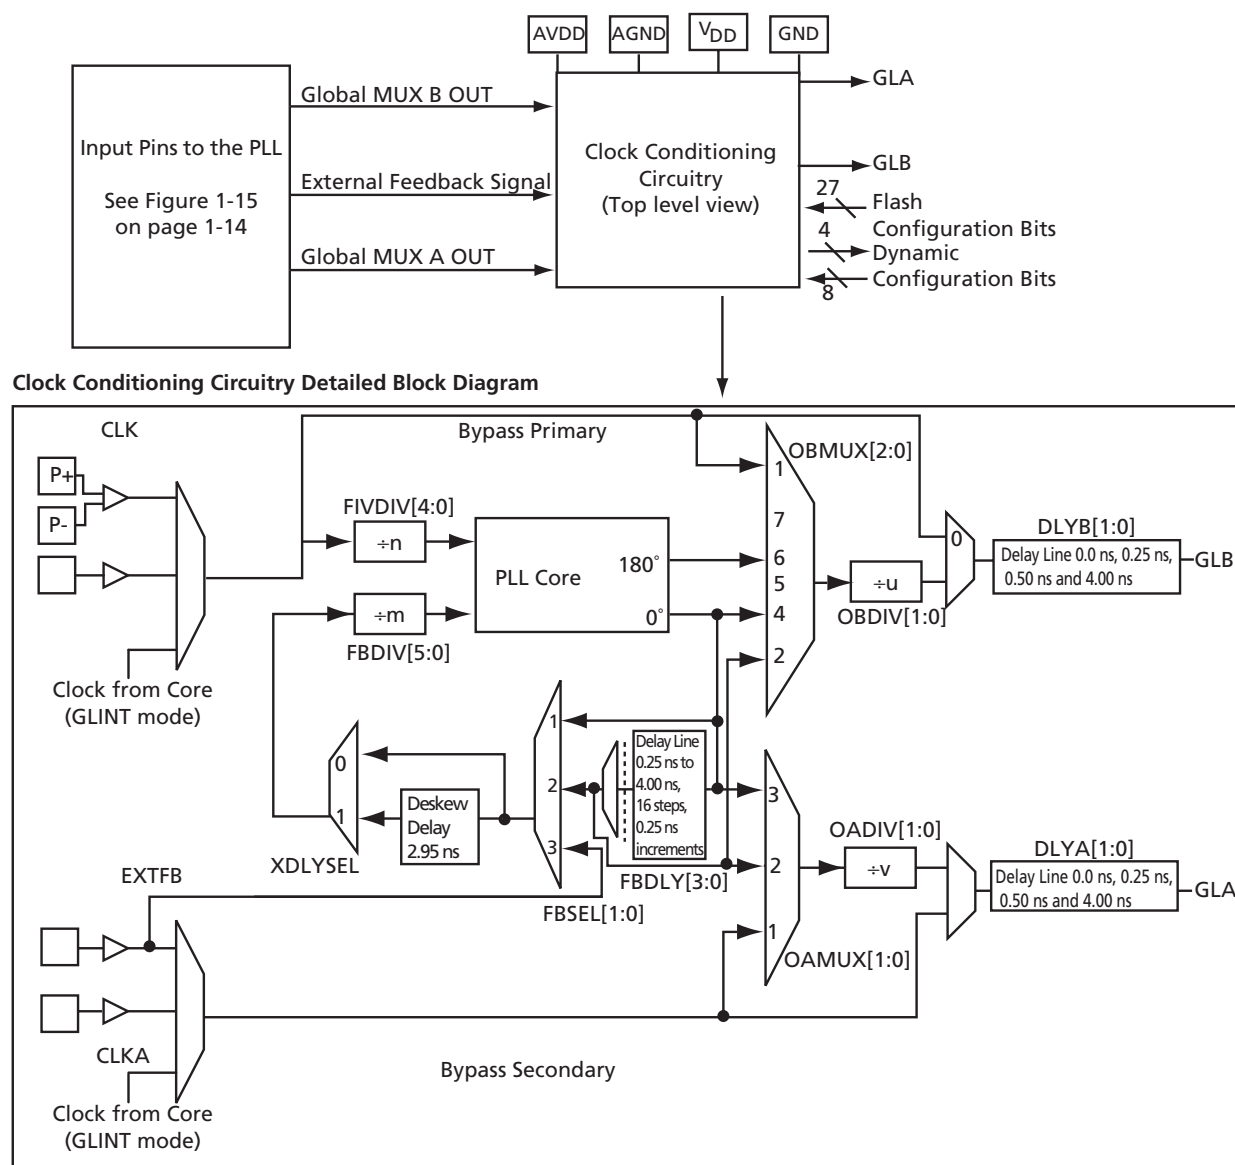 AVDD
AGND
VDD
GND
GLA
Global MUX B OUT
Input Pins to the PLL
See Figure 1-15
on page 1-14
Clock Conditioning
Circuitry
(Top level view)
GLB
External Feedback Signal
27
Flash
4
Configuration Bits
Dynamic
Global MUX A OUT
Configuration Bits
8
Clock Conditioning Circuitry Detailed Block Diagram
CLK
Bypass Primary
OBMUX[2:0]
P+
1
P-
FIVDIV[4:0]
7
DLYB[1:0]
÷n
PLL Core
180°
6
5
0
Delay Line 0.0 ns, 0.25 ns,
0.50 ns and 4.00 ns
GLB
÷u
÷m
0°
4
OBDIV[1:0]
FBDIV[5:0]
2
Clock from Core
(GLINT mode)
1
0
2
Delay Line
0.25 ns to
4.00 ns,
16 steps,
0.25 ns
increments
3
1
Deskew
Delay
2.95 ns
3
OADIV[1:0]
DLYA[1:0]
XDLYSEL
÷v
2
Delay Line 0.0 ns, 0.25 ns,
0.50 ns and 4.00 ns
GLA
EXTFB
FBDLY[3:0]
FBSEL[1:0]
1
OAMUX[1:0]
CLKA
Bypass Secondary
Clock from Core
(GLINT mode)